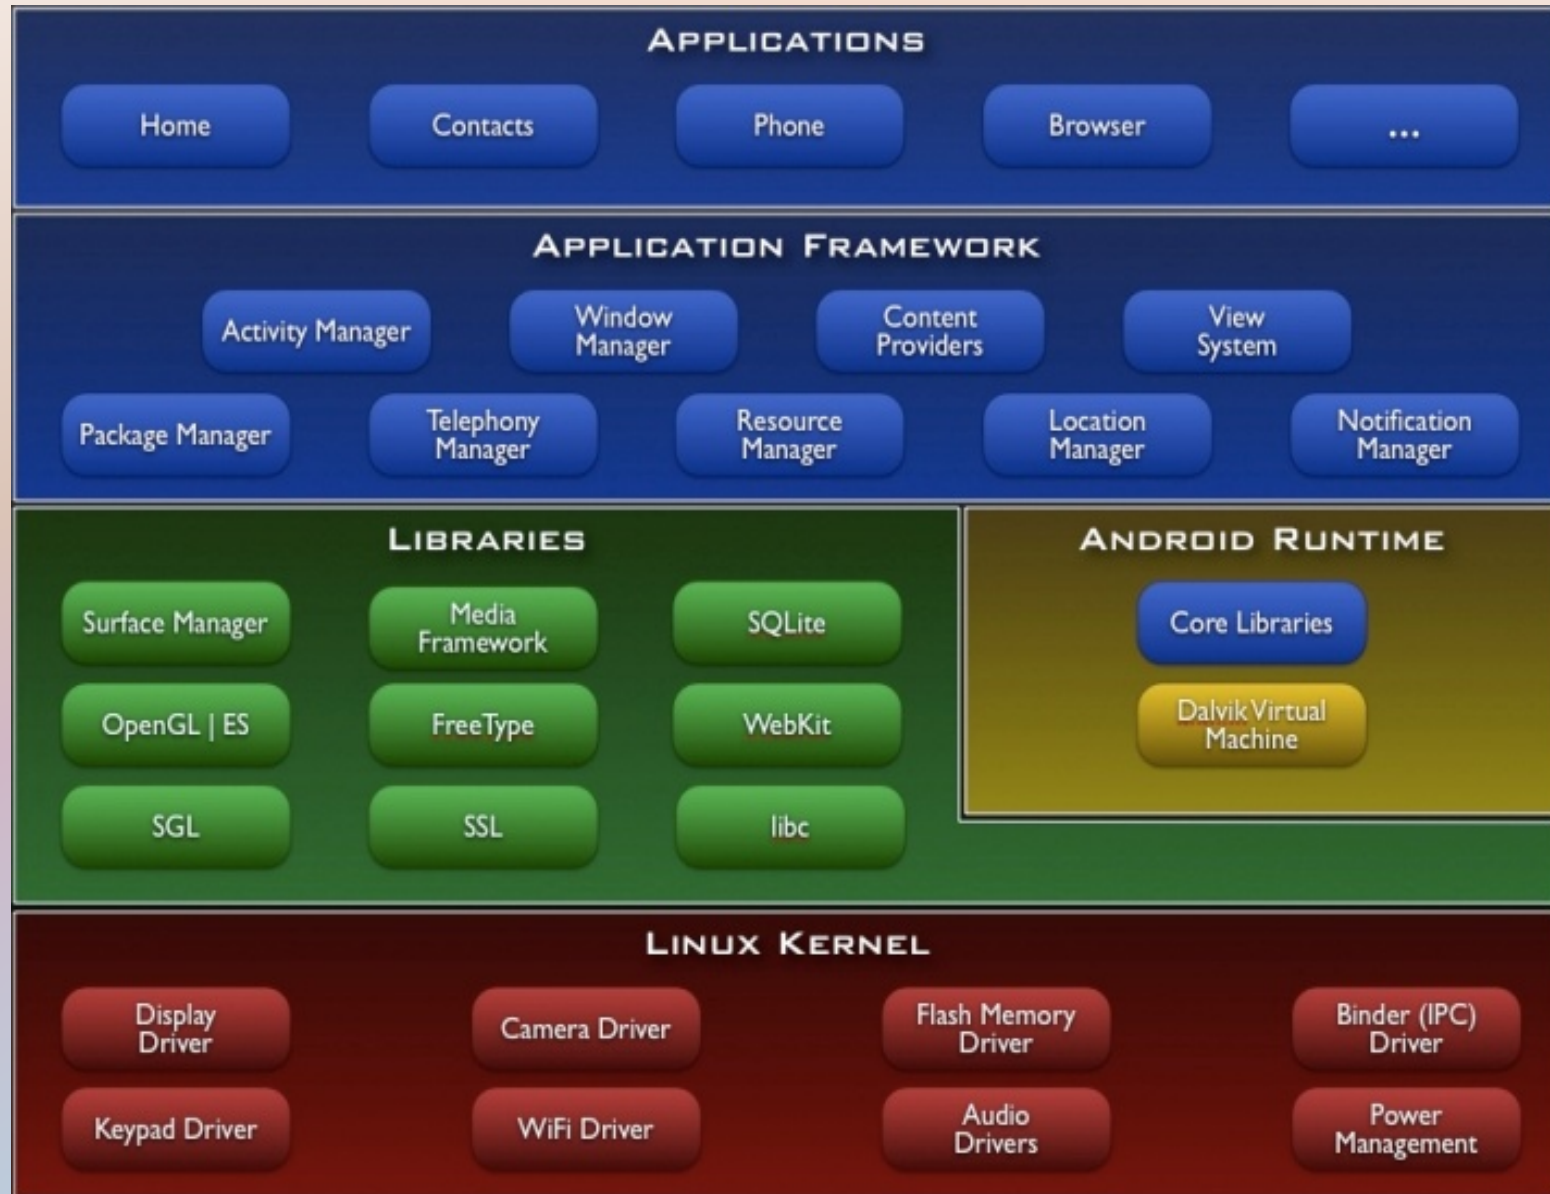 APPLICATIONS
Home
Contacts
Phone
Browser
...
APPLICATION FRAMEWORK
Activity Manager
Window
Manager
Content
Providers
View
System
Package Manager
Telephony
Manager
Resource
Manager
Location
Manager
Notification
Manager
LIBRARIES
Surface Manager
Media
Framework
SQLite
OpenGL | ES
FreeType
WebKit
SGL
SSL
libc
ANDROID RUNTIME
Core Libraries
Dalvik Virtual
Machine
LINUX KERNEL
Display
Driver
Camera Driver
Flash Memory
Driver
Binder (IPC)
Driver
Keypad Driver
WiFi Driver
Audio
Drivers
Power
Management